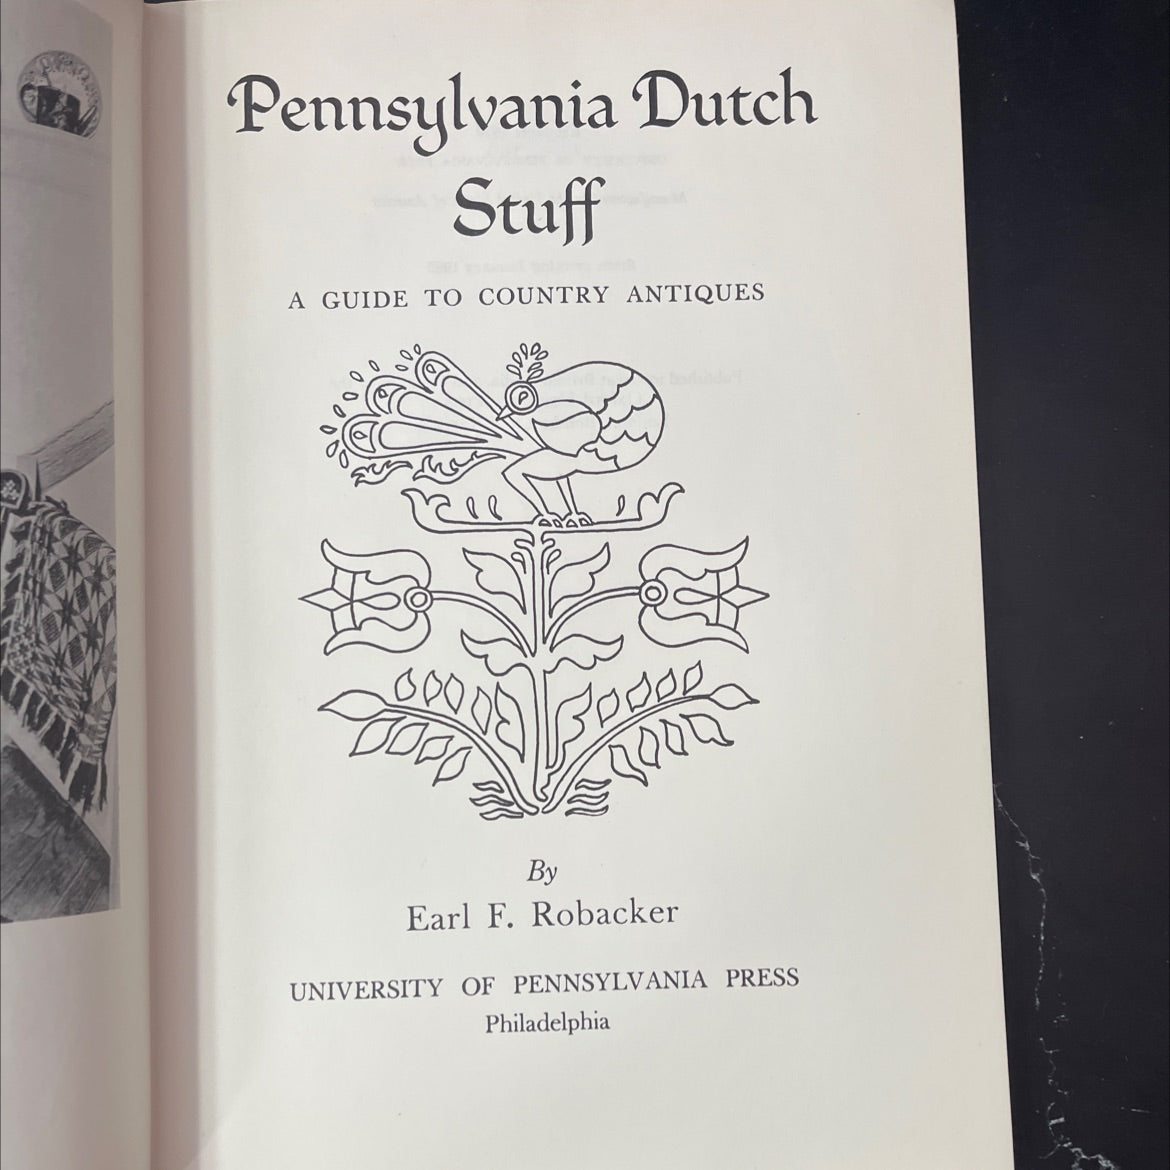 Pennsylvania Dutch
Stuff
A GUIDE TO COUNTRY ANTIQUES
By
Earl F. Robacker
UNIVERSITY OF PENNSYLVANIA PRESS
Philadelphia